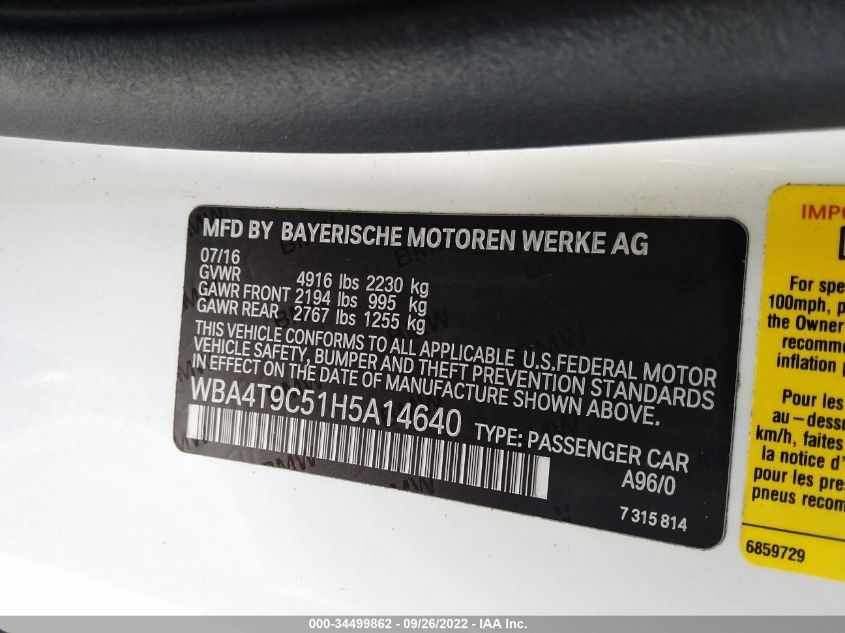 MFD BY BAYERISCHE MOTOREN WERKE AG
07/16
GVWR 4916 lbs 2230 kg
GAWR FRONT 2194 lbs 995 kg
GAWR REAR 2767 lbs 1255 kg
THIS VEHICLE CONFORMS TO ALL APPLICABLE U.S.FEDERAL MOTOR
VEHICLE SAFETY, BUMPER AND THEFT PREVENTION STANDARDS
IN EFFECT ON THE DATE OF MANUFACTURE SHOWN ABOVE.
WBA4T9C51H5A14640 TYPE: PASSENGER CAR
A96/0
7 315 814
IMPO
For spe
100mph, p
the Owner
recomme
inflation
Pour les
au-dessu
km/h, faites
la notice d'
pour les pres
pneus recom
6859729
000-34499862 - 09/26/2022 - IAA Inc.